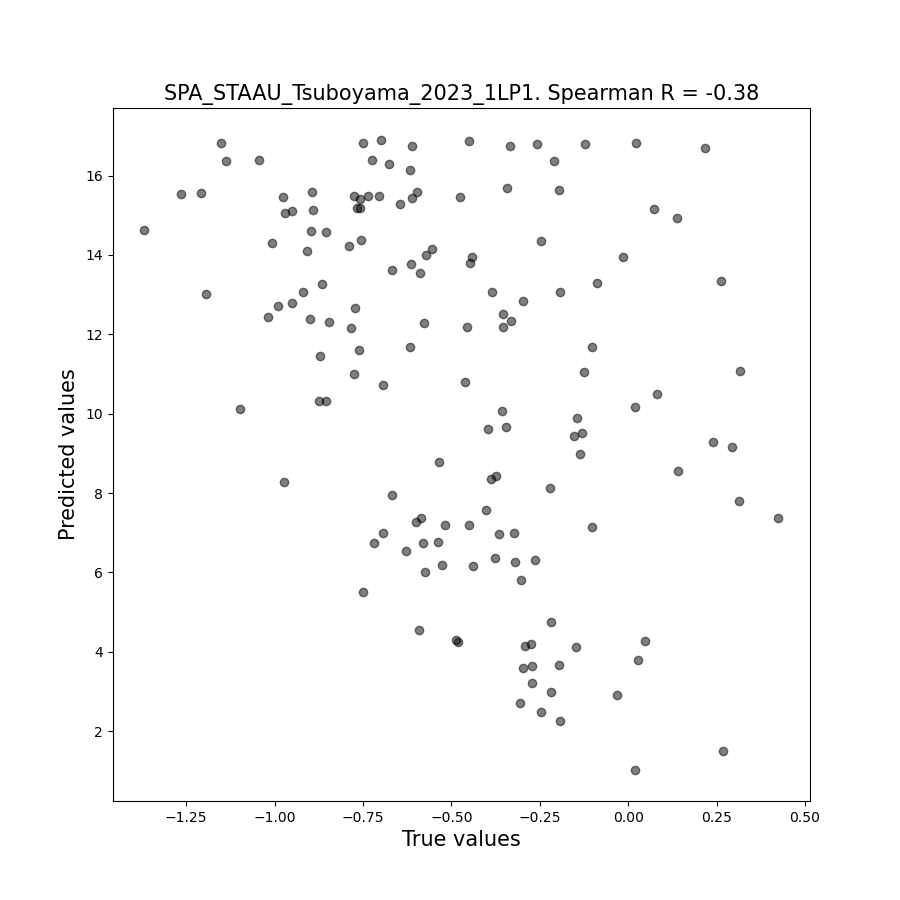 SPA_STAAU_Tsuboyama_2023_1LP1. Spearman R = -0.38
Predicted values
16
14
12
10
8
6
4
2
−1.25 −1.00 −0.75 −0.50 −0.25 0.00 0.25 0.50
True values